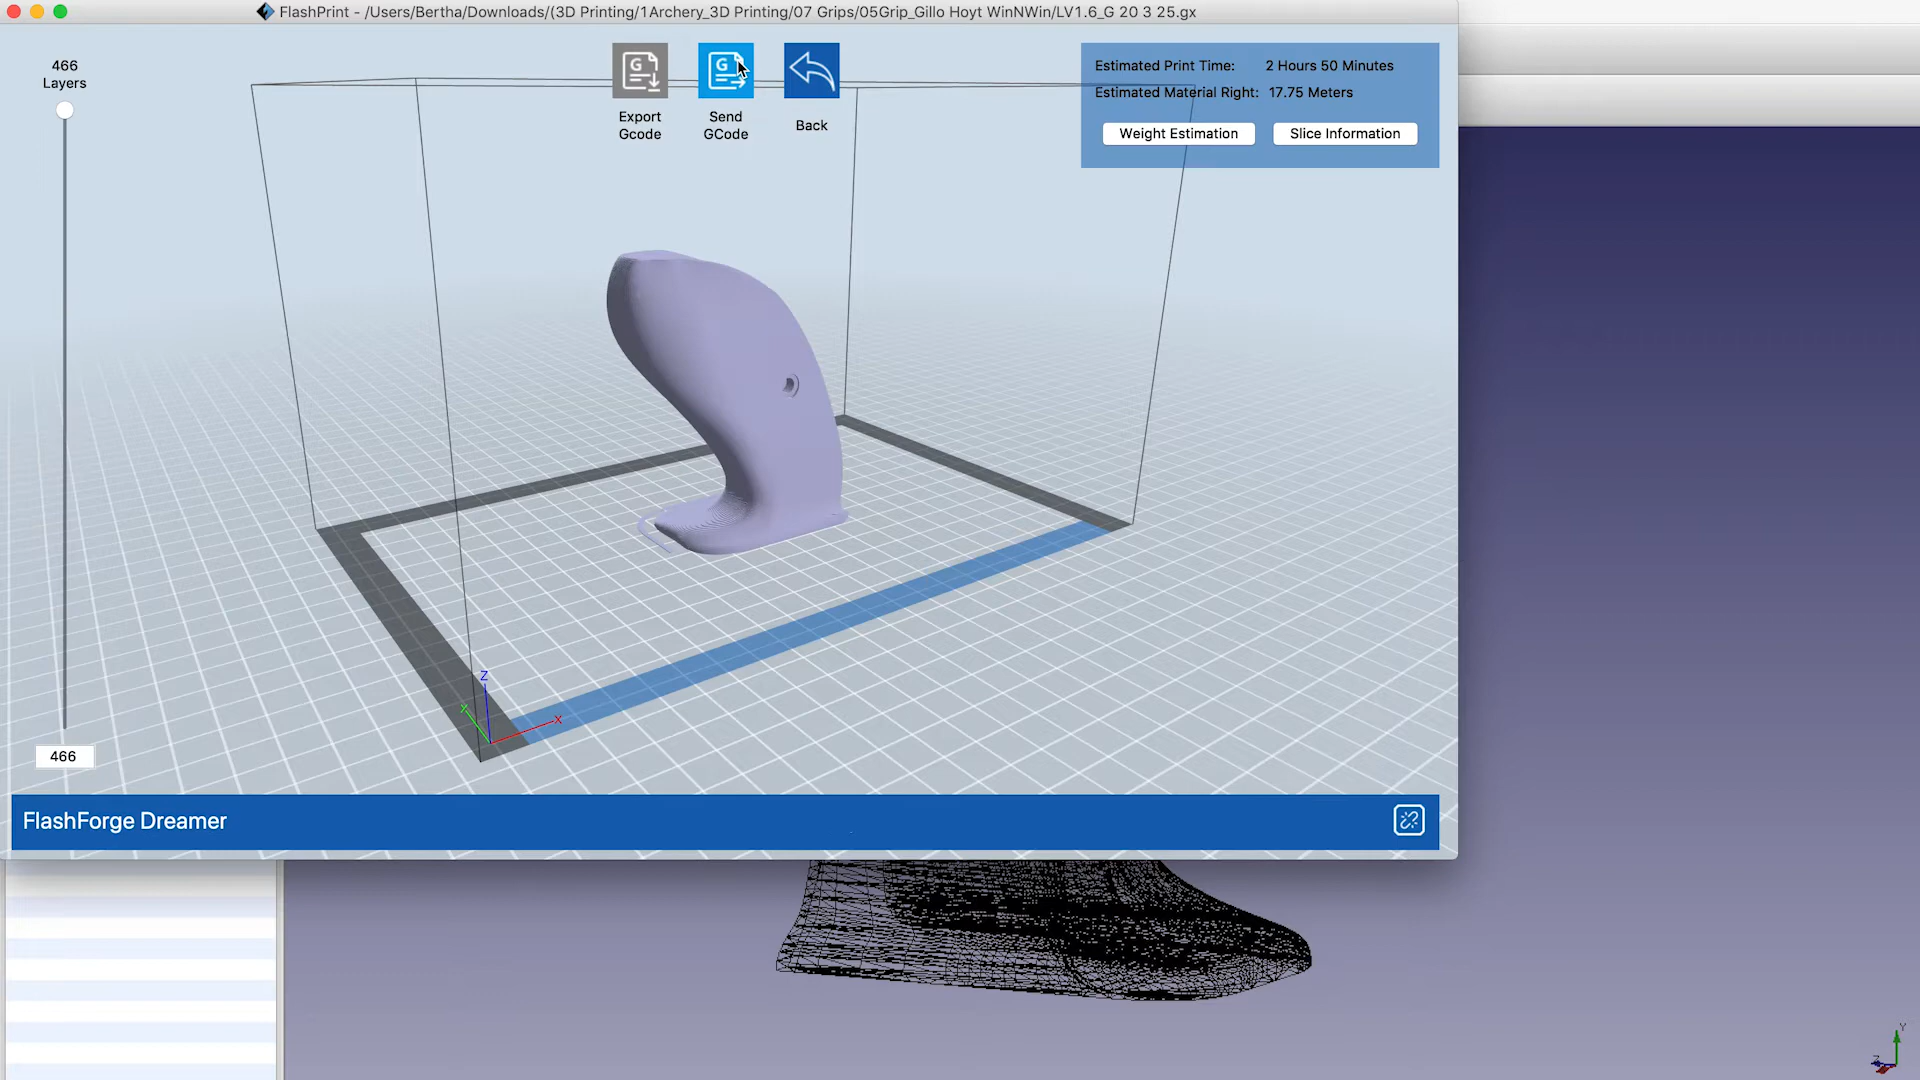 FlashPrint - /Users/Bertha/Downloads/(3D Printing/1Archery_3D Printing/07 Grips/05Grip_Gillo Hoyt WinNWin/LV1.6_G 20 3 25.gx
466
Layers
Export
Gcode
Send
GCode
Back
Estimated Print Time: 2 Hours 50 Minutes
Estimated Material Right: 17.75 Meters
Weight Estimation
Slice Information
Z
Y
X
466
FlashForge Dreamer
Y
Z